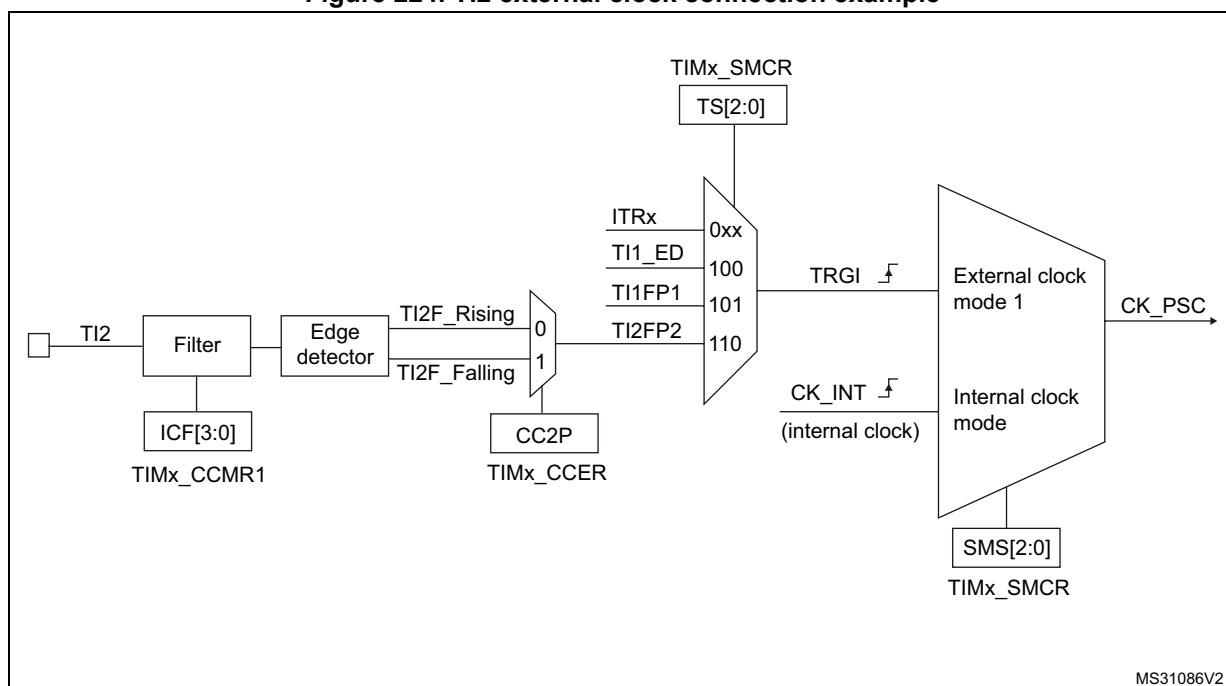 TIMx_SMCR
TS[2:0]
ITRx
0xx
TI1_ED
100
TI1FP1
101
TI2FP2
110
TRGI
External clock
mode 1
CK_PSC
TI2
Filter
Edge
detector
TI2F_Rising
0
1
TI2F_Falling
CK_INT
(internal clock)
Internal clock
mode
ICF[3:0]
TIMx_CCMR1
CC2P
TIMx_CCER
SMS[2:0]
TIMx_SMCR
MS31086V2